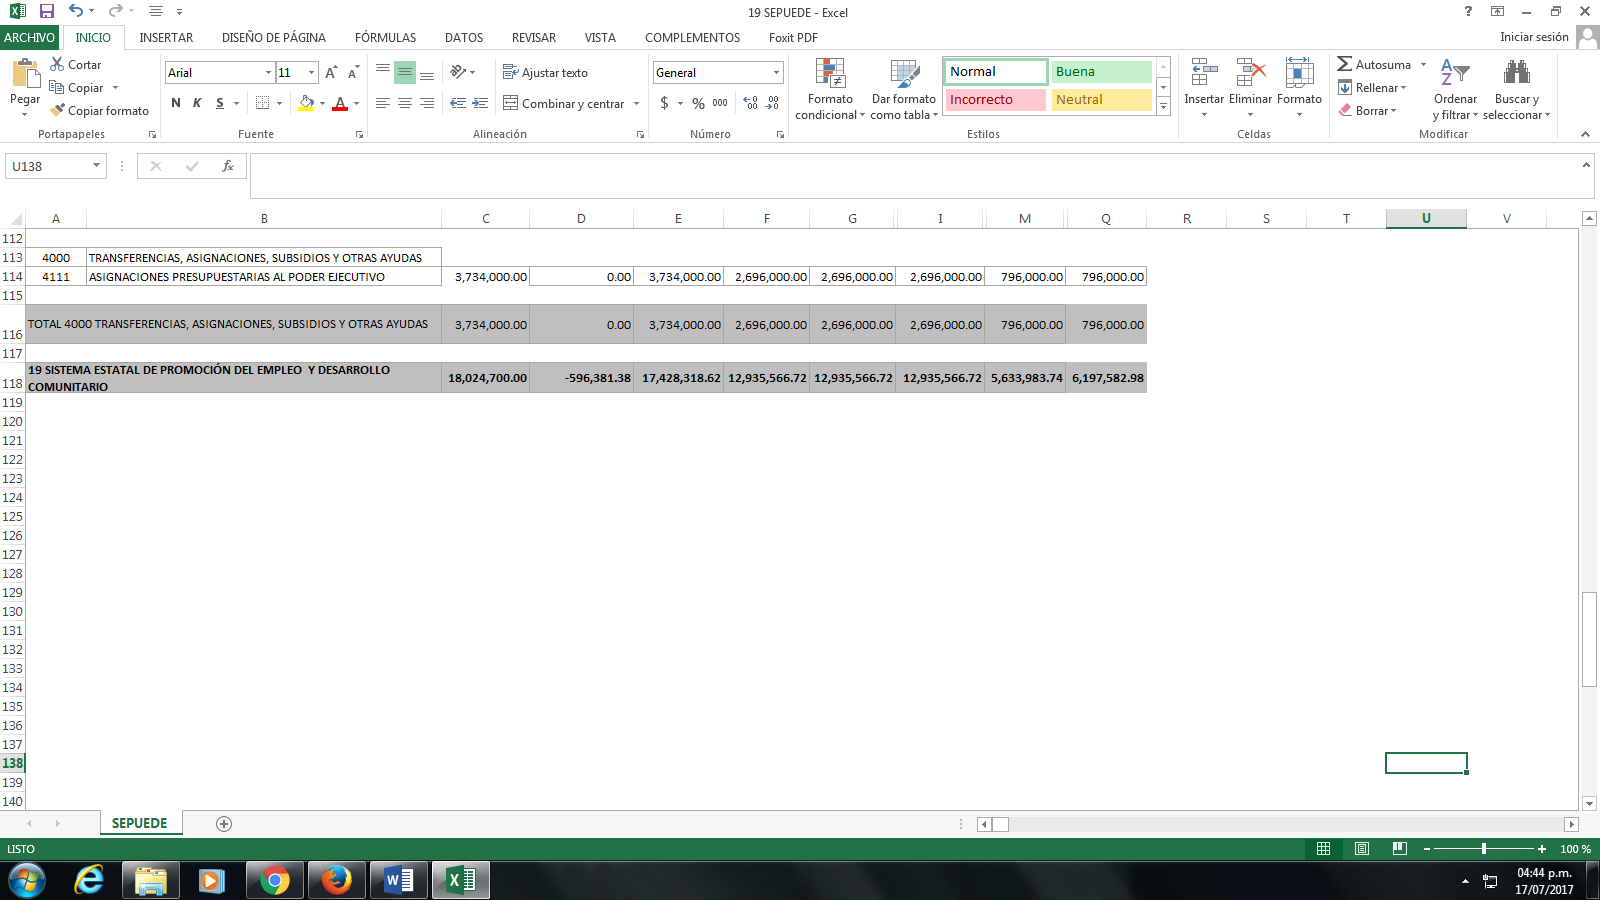 19 SEPUEDE - Excel
ARCHIVO INICIO INSERTAR DISEÑO DE PÁGINA FÓRMULAS DATOS REVISAR VISTA COMPLEMENTOS Foxit PDF Iniciar sesión
Pegar
Cortar
Copiar
Copiar formato
Portapapeles
Arial 11
N K S
Fuente
Ajustar texto
Combinar y centrar
Alineación
General
$ % 000
Número
Formato condicional
Dar formato como tabla
Normal Buena
Incorrecto Neutral
Estilos
Insertar Eliminar Formato
Celdas
Autosuma
Rellenar
Borrar
Ordenar y filtrar
Buscar y seleccionar
Modificar
U138 fx
A B C D E F G I M Q R S T U V
112
113 4000 TRANSFERENCIAS, ASIGNACIONES, SUBSIDIOS Y OTRAS AYUDAS
114 4111 ASIGNACIONES PRESUPUESTARIAS AL PODER EJECUTIVO 3,734,000.00 0.00 3,734,000.00 2,696,000.00 2,696,000.00 2,696,000.00 796,000.00 796,000.00
115
116 TOTAL 4000 TRANSFERENCIAS, ASIGNACIONES, SUBSIDIOS Y OTRAS AYUDAS 3,734,000.00 0.00 3,734,000.00 2,696,000.00 2,696,000.00 2,696,000.00 796,000.00 796,000.00
117
118 19 SISTEMA ESTATAL DE PROMOCIÓN DEL EMPLEO Y DESARROLLO COMUNITARIO 18,024,700.00 -596,381.38 17,428,318.62 12,935,566.72 12,935,566.72 12,935,566.72 5,633,983.74 6,197,582.98
119
120
121
122
123
124
125
126
127
128
129
130
131
132
133
134
135
136
137
138
139
140
SEPUEDE
LISTO 100 %
04:44 p.m.
17/07/2017